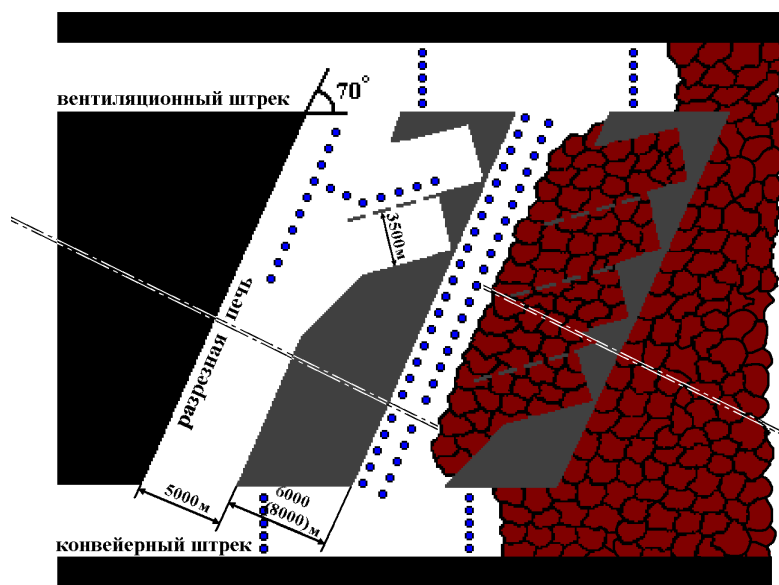 70°
вентиляционный штрек
3500м
разрезная печь
6000
(8000)м
5000м
конвейерный штрек